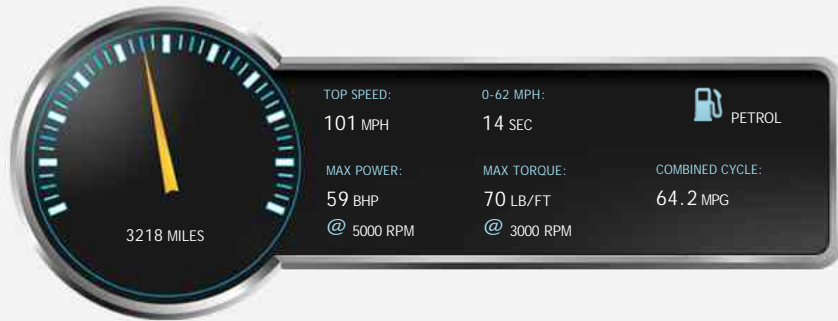 TOP SPEED:
101 MPH
0-62 MPH:
14 SEC
PETROL
MAX POWER:
59 BHP
@ 5000 RPM
MAX TORQUE:
70 LB/FT
@ 3000 RPM
COMBINED CYCLE:
64.2 MPG
3218 MILES